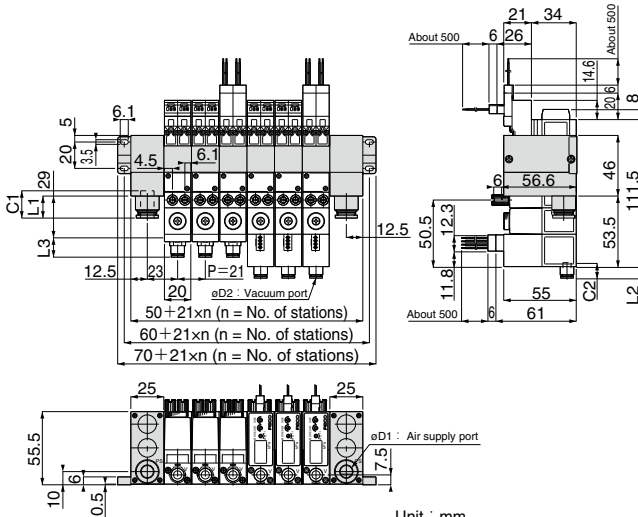 21
34
About 500
6
26
About 500
14.6
20
6
8
6.1
5
20
3.5
4.5
6.1
29
C1
L1
L3
12.5
12.5
23
P=21
20
øD2 : Vacuum port
50+21×n (n = No. of stations)
60+21×n (n = No. of stations)
70+21×n (n = No. of stations)
6
56.6
46
111.5
50.5
12.3
53.5
11.8
C2
L2
55
About 500
6
61
25
25
øD1 : Air supply port
55.5
10
6
0.5
7.5
Unit : mm